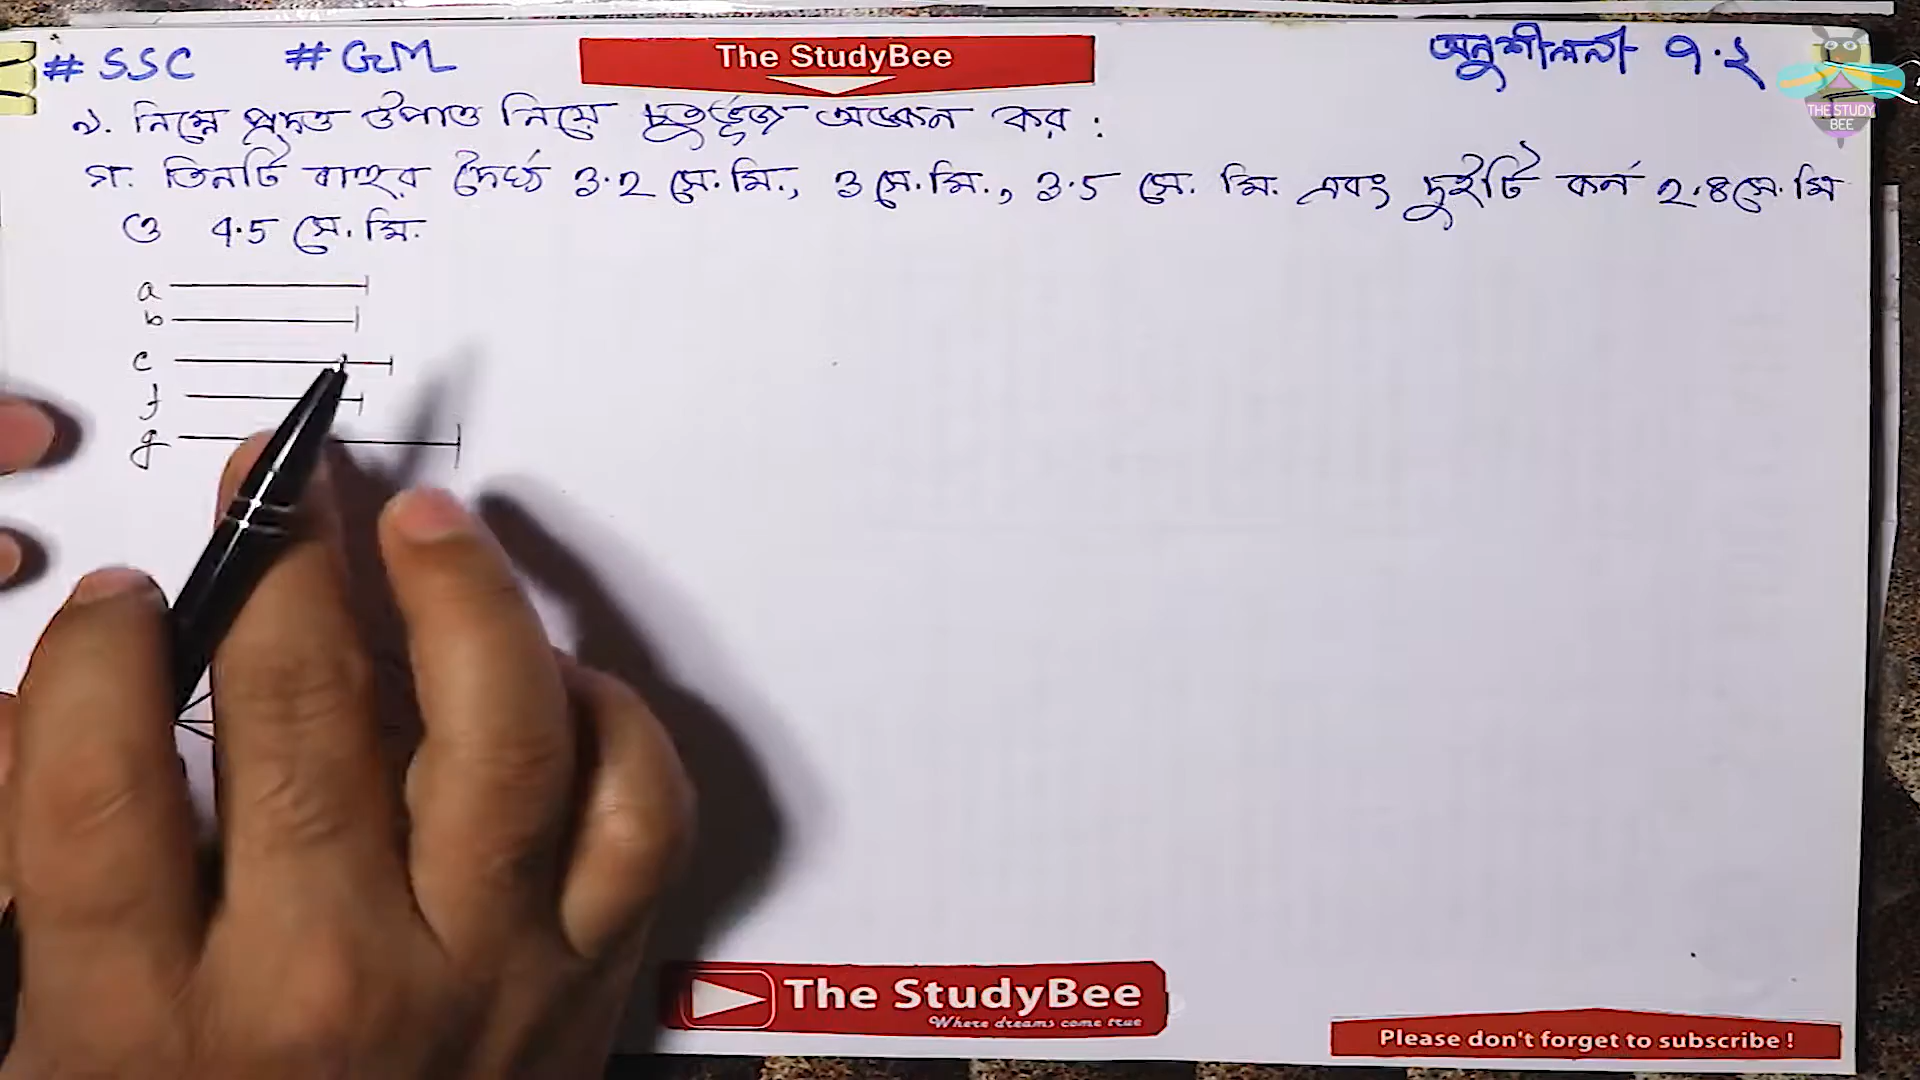 # SSC # GM
The StudyBee
অনুশীলনী ৭.২
THE STUDY
BEE
৯. নিম্নে প্রদত্ত উপাত্ত নিয়ে চতুর্ভুজ অঙ্কন কর :
গ. তিনটি বাহুর দৈর্ঘ্য 3.2 সে.মি., 3 সে.মি., 3.5 সে. মি. এবং দুইটি কর্ন 2.8 সে.মি
ও 4.5 সে.মি.
a
b
c
f
g
The StudyBee
Where dreams come true
Please don't forget to subscribe !